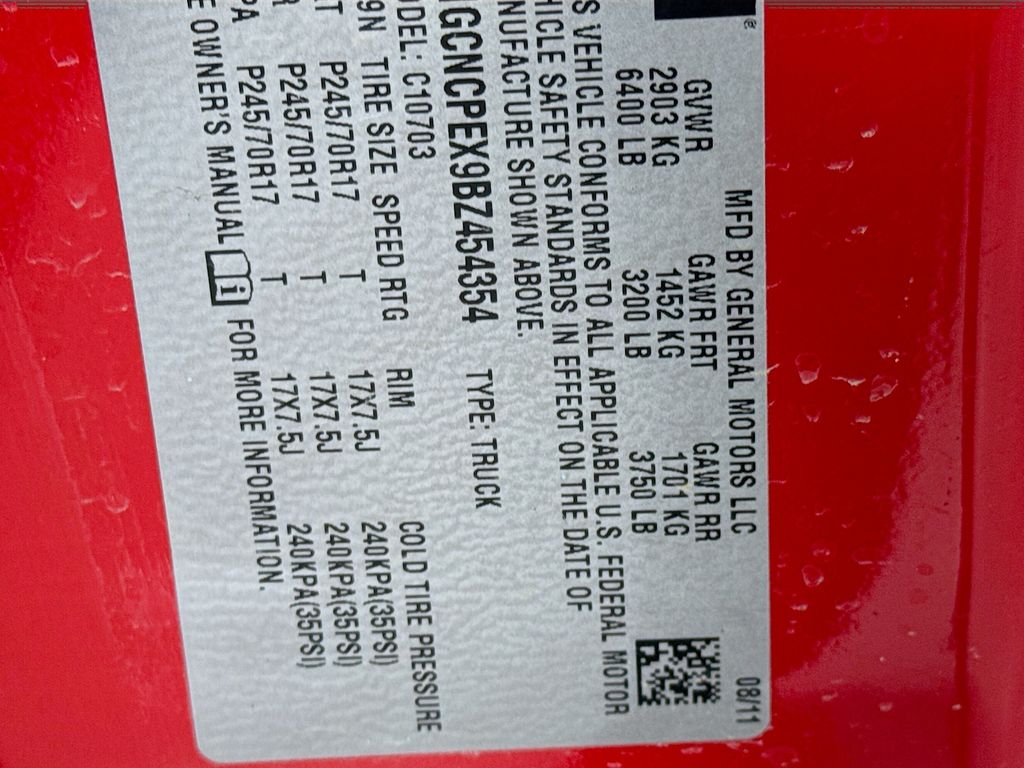 MFD BY GENERAL MOTORS LLC 08/11
GVWR GAWR FRT GAWR RR
2903 KG 1452 KG 1701 KG
6400 LB 3200 LB 3750 LB
S VEHICLE CONFORMS TO ALL APPLICABLE U.S. FEDERAL MOTOR
HICLE SAFETY STANDARDS IN EFFECT ON THE DATE OF
NUFACTURE SHOWN ABOVE.
GCNCPEX9BZ454354 TYPE: TRUCK
ODEL: C10703
9N TIRE SIZE SPEED RTG RIM COLD TIRE PRESSURE
T P245/70R17 T 17X7.5J 240KPA(35PSI)
R P245/70R17 T 17X7.5J 240KPA(35PSI)
PA P245/70R17 T 17X7.5J 240KPA(35PSI)
E OWNER'S MANUAL i FOR MORE INFORMATION.